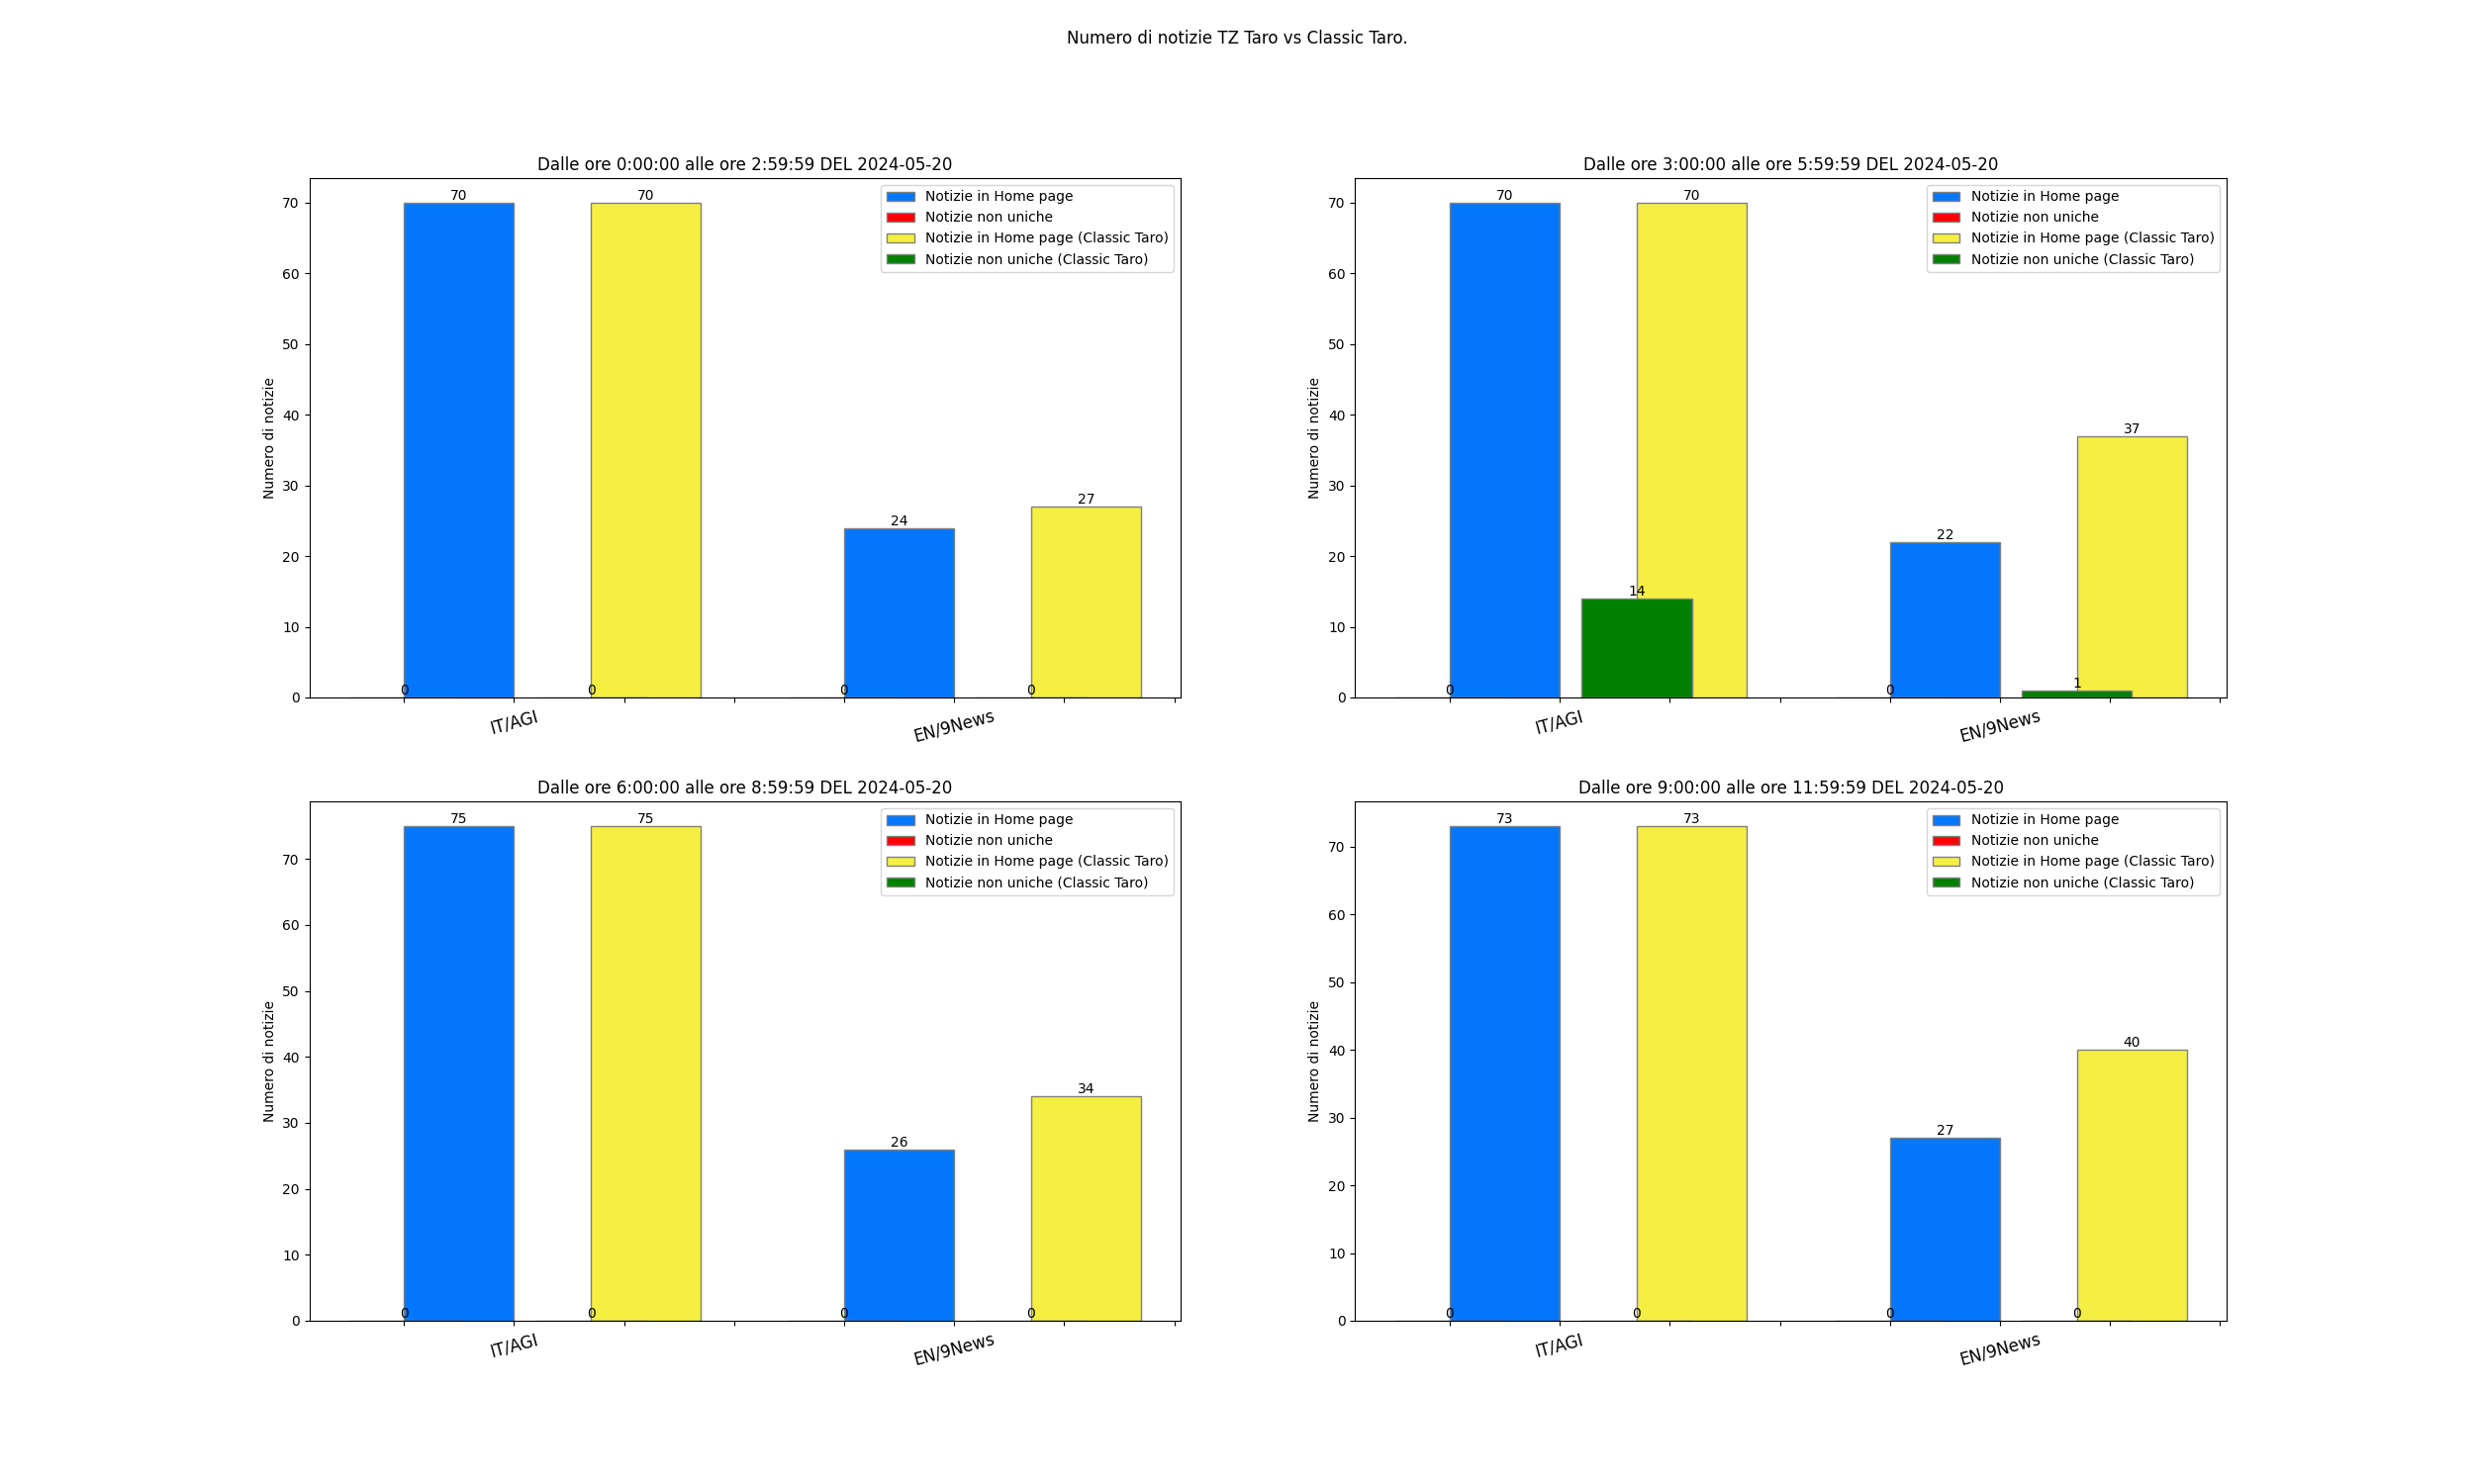 Numero di notizie TZ Taro vs Classic Taro.
Dalle ore 0:00:00 alle ore 2:59:59 DEL 2024-05-20
Numero di notizie
70
60
50
40
30
20
10
0
70
70
24
27
0
0
0
0
Notizie in Home page
Notizie non uniche
Notizie in Home page (Classic Taro)
Notizie non uniche (Classic Taro)
IT/AGI
EN/9News
Dalle ore 3:00:00 alle ore 5:59:59 DEL 2024-05-20
Numero di notizie
70
60
50
40
30
20
10
0
70
70
22
37
0
14
0
1
Notizie in Home page
Notizie non uniche
Notizie in Home page (Classic Taro)
Notizie non uniche (Classic Taro)
IT/AGI
EN/9News
Dalle ore 6:00:00 alle ore 8:59:59 DEL 2024-05-20
Numero di notizie
70
60
50
40
30
20
10
0
75
75
26
34
0
0
0
0
Notizie in Home page
Notizie non uniche
Notizie in Home page (Classic Taro)
Notizie non uniche (Classic Taro)
IT/AGI
EN/9News
Dalle ore 9:00:00 alle ore 11:59:59 DEL 2024-05-20
Numero di notizie
70
60
50
40
30
20
10
0
73
73
27
40
0
0
0
0
Notizie in Home page
Notizie non uniche
Notizie in Home page (Classic Taro)
Notizie non uniche (Classic Taro)
IT/AGI
EN/9News